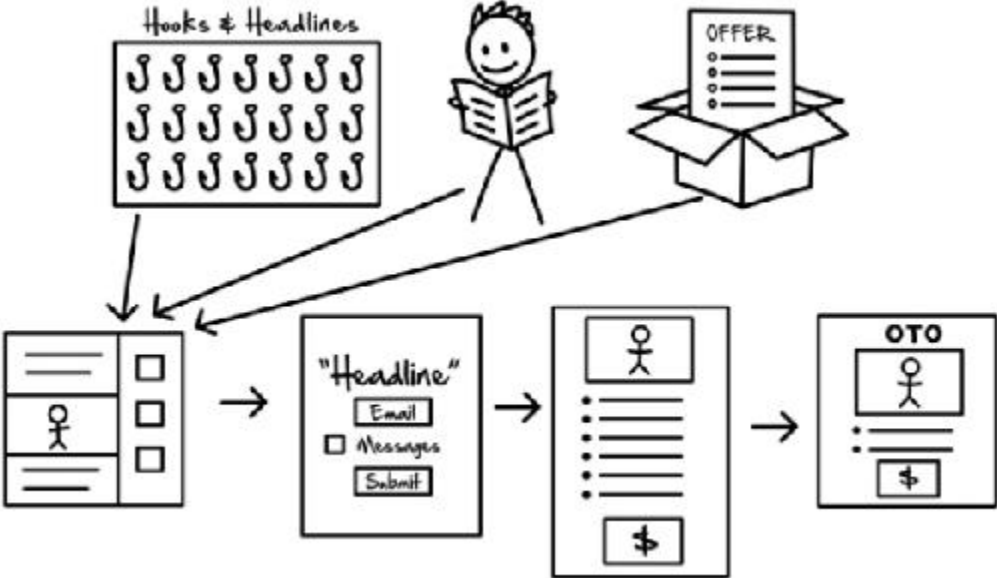 Hooks & Headlines
OFFER
"Headline"
Email
Messages
Submit
$
OTO
$